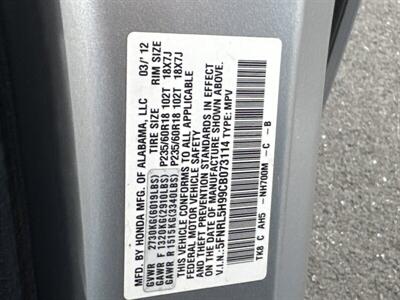 MFD. BY HONDA MFG. OF ALABAMA, LLC 03/'12
TIRE SIZE RIM SIZE
GVWR 2730KG(6019LBS) P235/60R18 102T 18X7J
GAWR F 1320KG(2910LBS) P235/60R18 102T 18X7J
GAWR R 1515KG(3340LBS)
THIS VEHICLE CONFORMS TO ALL APPLICABLE
FEDERAL MOTOR VEHICLE SAFETY
AND THEFT PREVENTION STANDARDS IN EFFECT
ON THE DATE OF MANUFACTURE SHOWN ABOVE.
V.I.N.: 5FNRL5H99CB073114 TYPE: MPV
TK8 C AH5 -NH700M -C -B